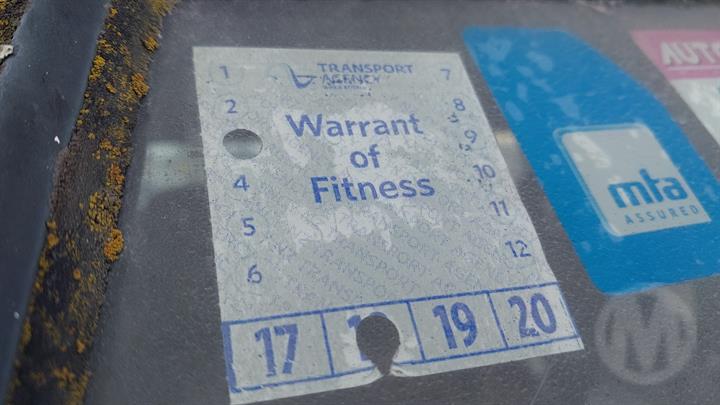 TRANSPORT
AGENCY
1
2
4
5
6
7
8
9
10
11
12
Warrant
of
Fitness
17
19
20
mta
ASSURED
AUTO
M